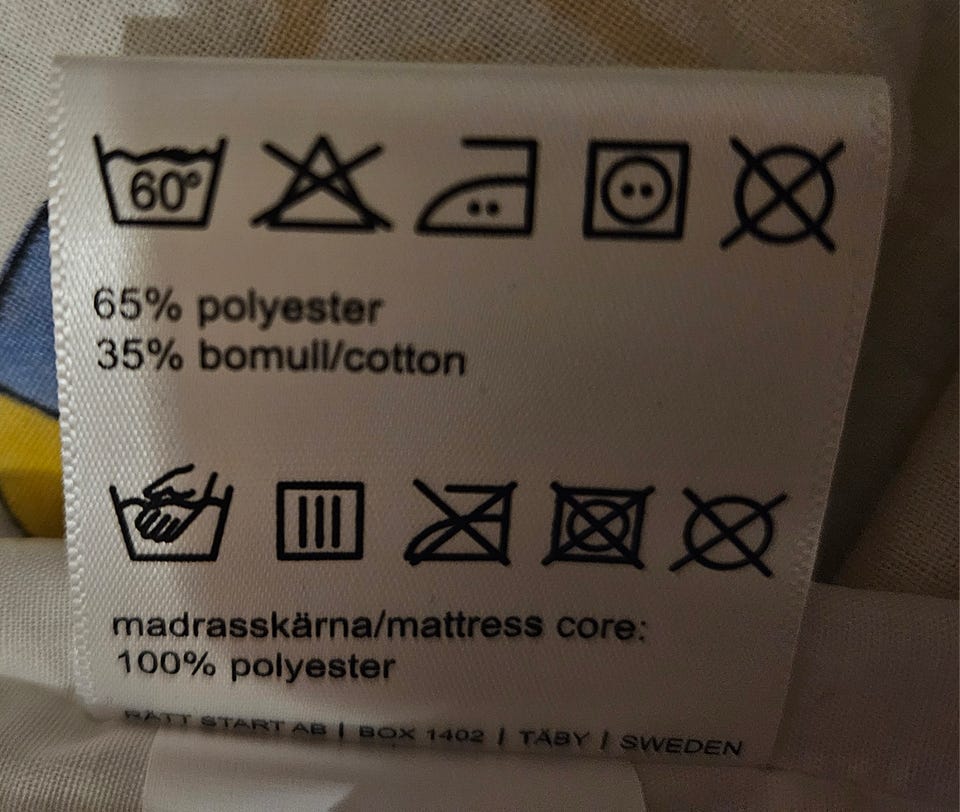 60°
65% polyester
35% bomull/cotton
madrasskärna/mattress core:
100% polyester
RÄTT START AB | BOX 1402 | TÄBY | SWEDEN